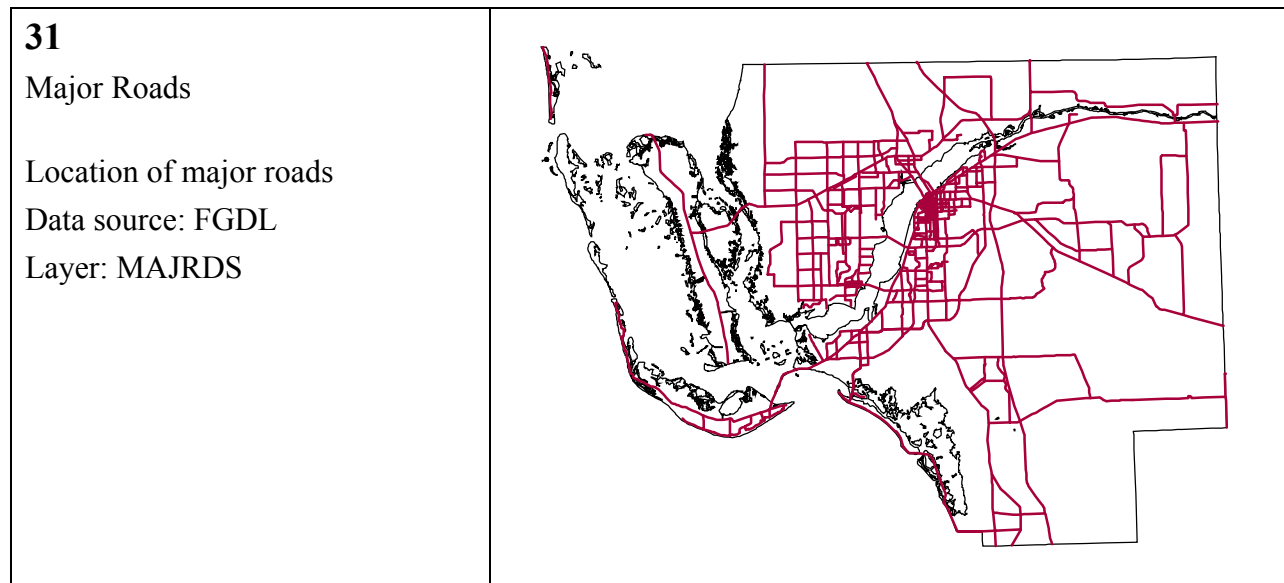 31
Major Roads
Location of major roads
Data source: FGDL
Layer: MAJRDS